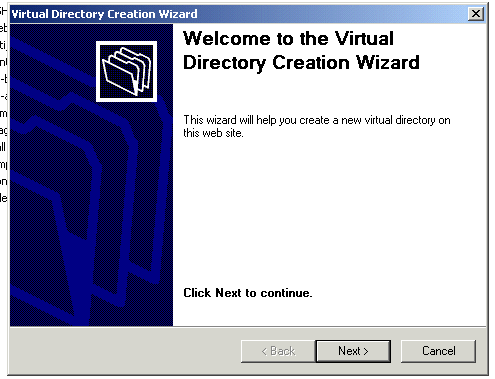 Virtual Directory Creation Wizard
Welcome to the Virtual
Directory Creation Wizard
This wizard will help you create a new virtual directory on
this web site.
Click Next to continue.
< Back
Next >
Cancel